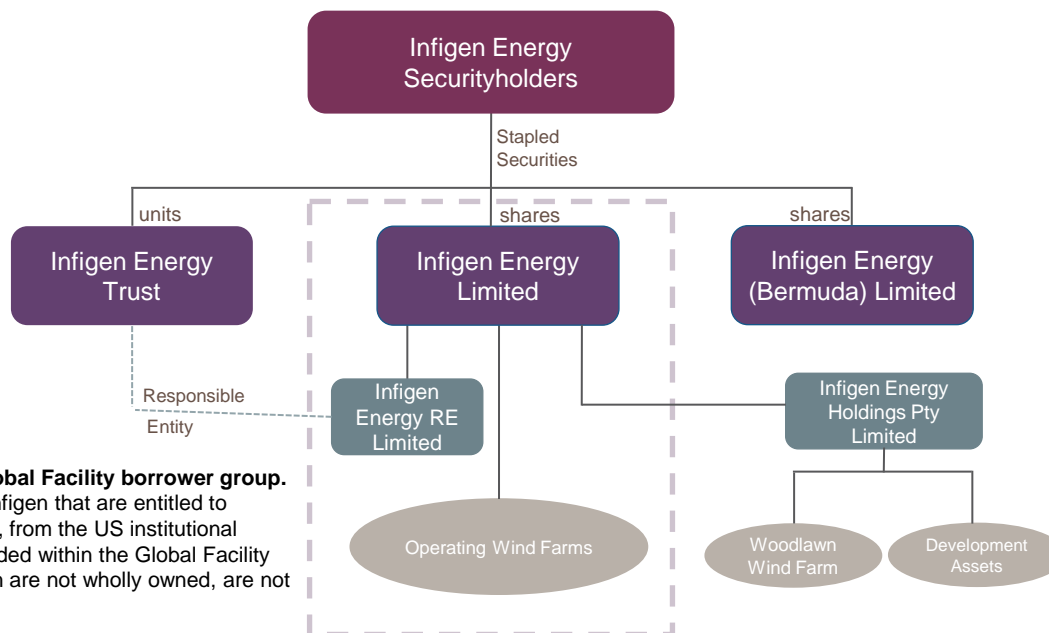 Infigen Energy
Securityholders
Stapled
Securities
units
shares
shares
Infigen Energy
Trust
Infigen Energy
Limited
Infigen Energy
(Bermuda) Limited
Responsible
Entity
Infigen
Energy RE
Limited
Infigen Energy
Holdings Pty
Limited
obal Facility borrower group.
nfigen that are entitled to
, from the US institutional
ded within the Global Facility
n are not wholly owned, are not
Operating Wind Farms
Woodlawn
Wind Farm
Development
Assets